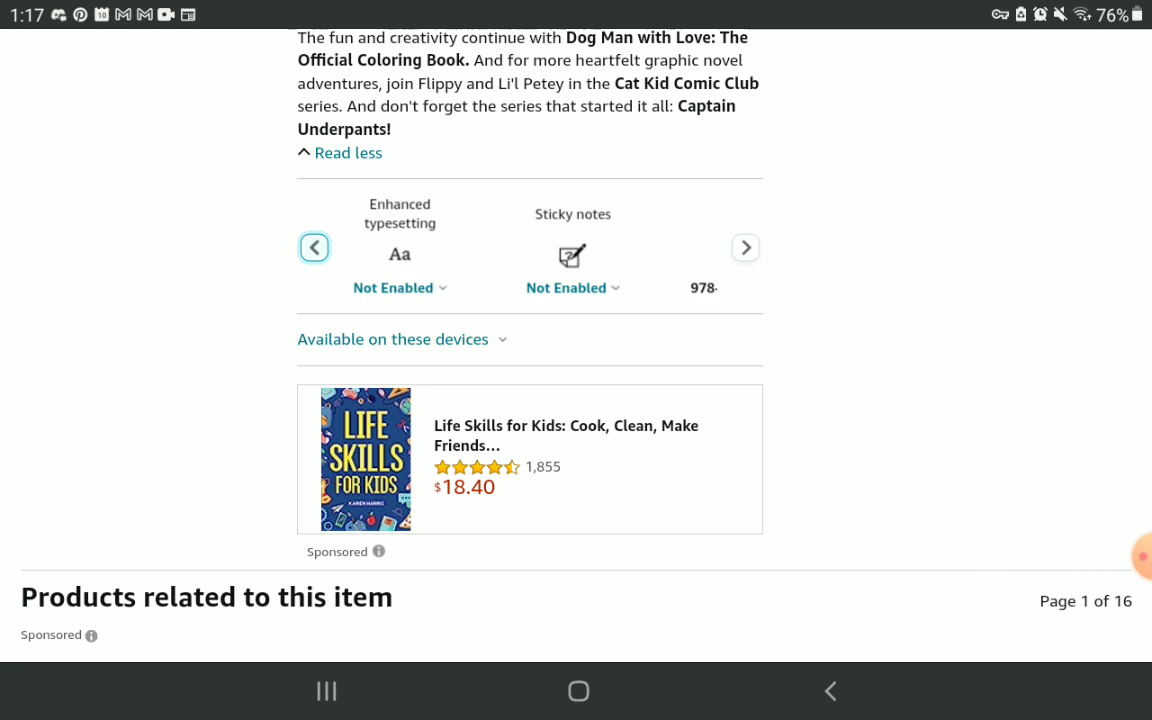 1:17
76%
The fun and creativity continue with Dog Man with Love: The
Official Coloring Book. And for more heartfelt graphic novel
adventures, join Flippy and Li'l Petey in the Cat Kid Comic Club
series. And don't forget the series that started it all: Captain
Underpants!
Read less
Enhanced
typesetting
Aa
Not Enabled
Sticky notes
Not Enabled
978-
Available on these devices
LIFE
SKILLS
FOR KIDS
KAREN HARRIS
Life Skills for Kids: Cook, Clean, Make
Friends...
1,855
$18.40
Sponsored
Products related to this item
Page 1 of 16
Sponsored